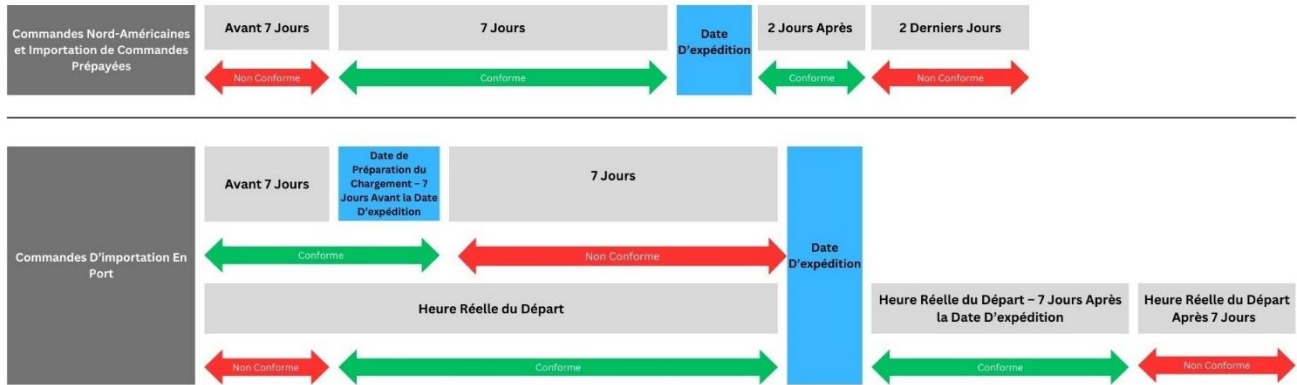 Commandes Nord-Américaines
et Importation de Commandes
Prépayées
Avant 7 Jours
7 Jours
Date
D'expédition
2 Jours Après
2 Derniers Jours
Non Conforme
Conforme
Conforme
Non Conforme
Commandes D'importation En
Port
Avant 7 Jours
Date de
Préparation du
Chargement – 7
Jours Avant la Date
D'expédition
7 Jours
Date
D'expédition
Conforme
Non Conforme
Heure Réelle du Départ
Heure Réelle du Départ – 7 Jours Après
la Date D'expédition
Heure Réelle du Départ
Après 7 Jours
Non Conforme
Conforme
Conforme
Non Conforme